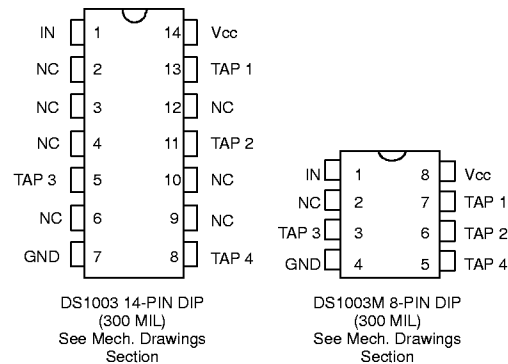 IN 1 14 Vcc
NC 2 13 TAP 1
NC 3 12 NC
NC 4 11 TAP 2
TAP 3 5 10 NC
NC 6 9 NC
GND 7 8 TAP 4
DS1003 14-PIN DIP
(300 MIL)
See Mech. Drawings
Section
IN 1 8 Vcc
NC 2 7 TAP 1
TAP 3 3 6 TAP 2
GND 4 5 TAP 4
DS1003M 8-PIN DIP
(300 MIL)
See Mech. Drawings
Section